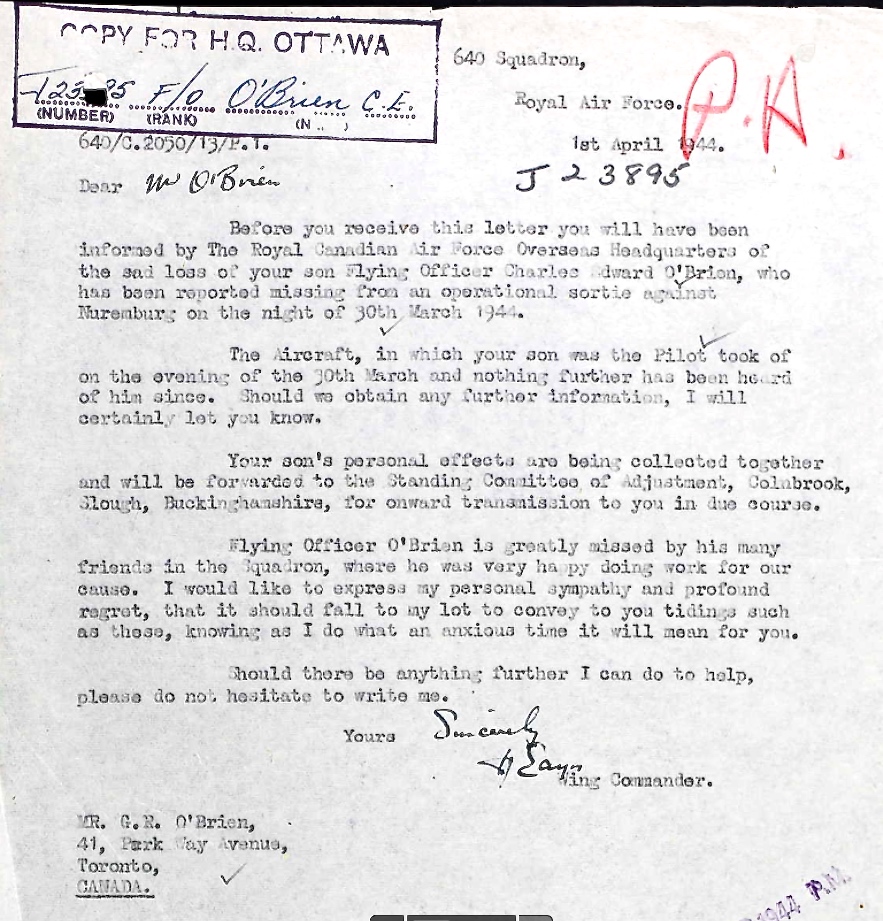 COPY FOR H.Q. OTTAWA
F/O O'Brien C.E.
(NUMBER) (RANK)
640 Squadron,
Royal Air Force.
P.A.
640/C.2050/13/P.1.
1st April 1944.
J 23895
Dear Mr O'Brien
Before you receive this letter you will have been
informed by The Royal Canadian Air Force Overseas Headquarters of
the sad loss of your son Flying Officer Charles Edward O'Brien, who
has been reported missing from an operational sortie against
Nuremburg on the night of 30th March 1944.
The Aircraft, in which your son was the Pilot took of
on the evening of the 30th March and nothing further has been heard
of him since. Should we obtain any further information, I will
certainly let you know.
Your son's personal effects are being collected together
and will be forwarded to the Standing Committee of Adjustment, Colnbrook,
Slough, Buckinghamshire, for onward transmission to you in due course.
Flying Officer O'Brien is greatly missed by his many
friends in the Squadron, where he was very happy doing work for our
cause. I would like to express my personal sympathy and profound
regret, that it should fall to my lot to convey to you tidings such
as these, knowing as I do what an anxious time it will mean for you.
Should there be anything further I can do to help,
please do not hesitate to write me.
Yours Sincerely
Wing Commander.
MR. G.R. O'Brien,
41, Park Way Avenue,
Toronto,
CANADA.
1944 P.M.